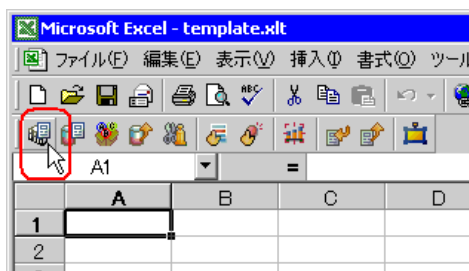 Microsoft Excel - template.xlt
ファイル(F) 編集(E) 表示(V) 挿入(I) 書式(O) ツール
ABC
A1 =
A B C D
1
2